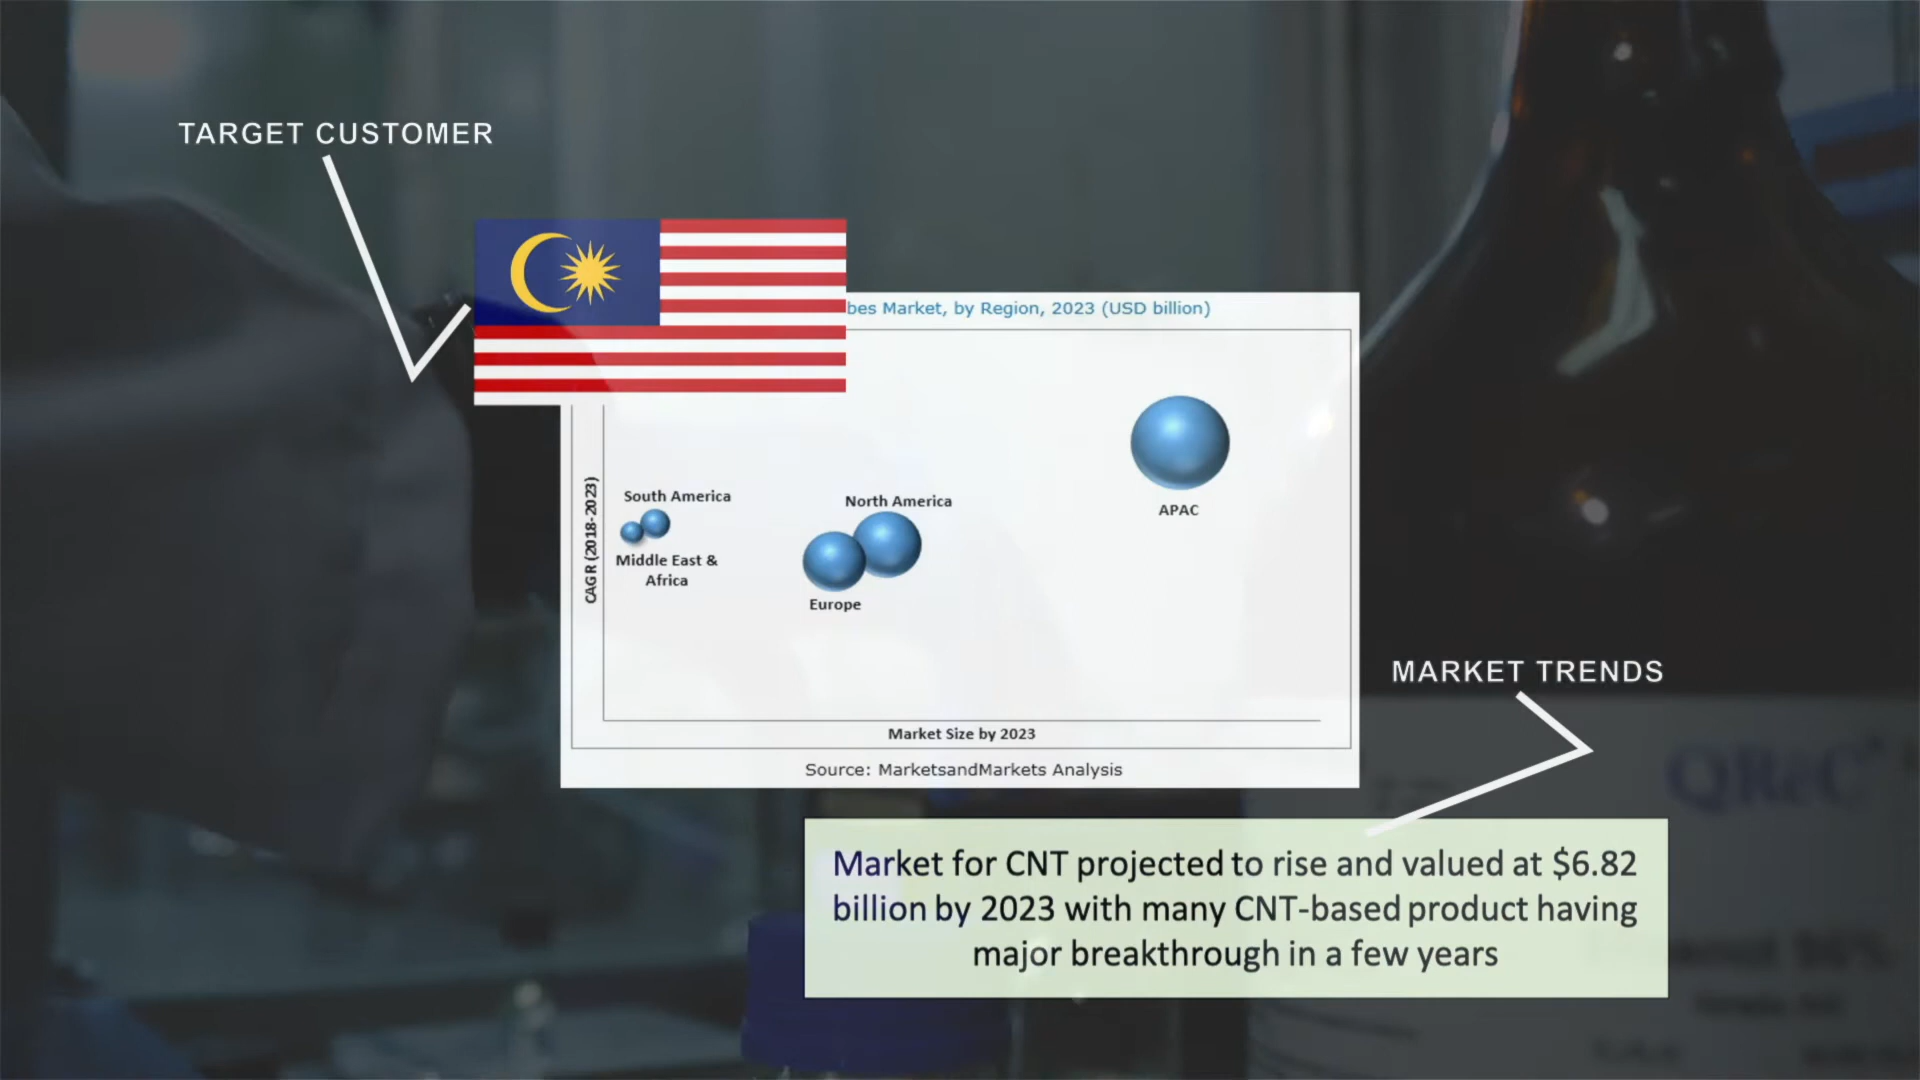 TARGET CUSTOMER
bes Market, by Region, 2023 (USD billion)
CAGR (2018-2023)
South America
Middle East &
Africa
North America
Europe
APAC
Market Size by 2023
Source: MarketsandMarkets Analysis
MARKET TRENDS
QReC
Market for CNT projected to rise and valued at $6.82
billion by 2023 with many CNT-based product having
major breakthrough in a few years